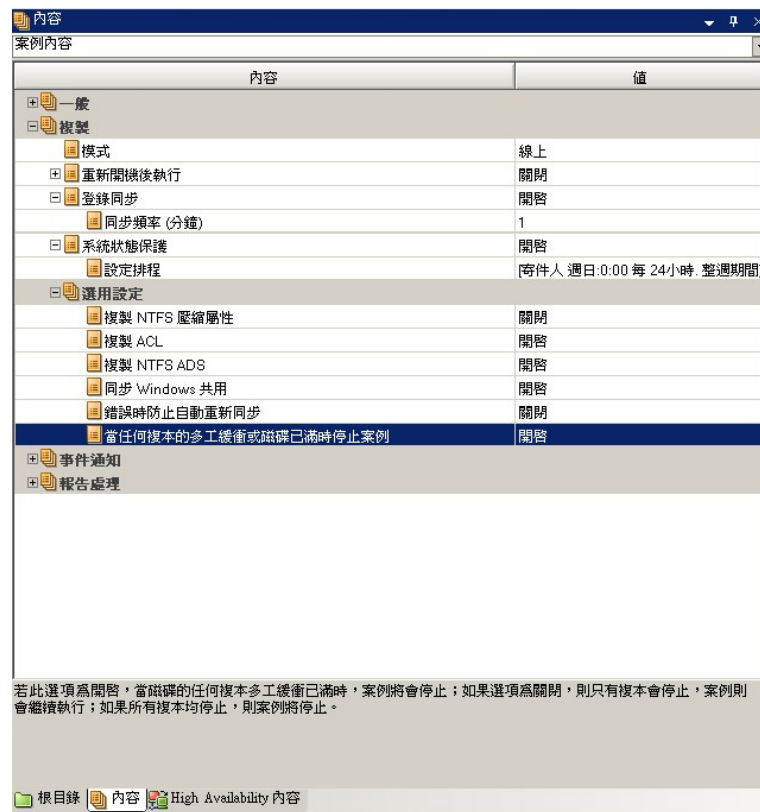 內容
案例內容
內容 值
一般
複製
模式 線上
重新開機後執行 關閉
登錄同步 開啓
同步頻率 (分鐘) 1
系統狀態保護 開啓
設定排程 [寄件人 週日:0:00 每 24小時. 整週期間]
選用設定
複製 NTFS 壓縮屬性 關閉
複製 ACL 開啓
複製 NTFS ADS 開啓
同步 Windows 共用 開啓
錯誤時防止自動重新同步 關閉
當任何複本的多工緩衝或磁碟已滿時停止案例 開啓
事件通知
報告處理
若此選項爲開啓，當磁碟的任何複本多工緩衝已滿時，案例將會停止；如果選項爲關閉，則只有複本會停止，案例則
會繼續執行；如果所有複本均停止，則案例將停止。
根目錄 內容 High Availability 內容